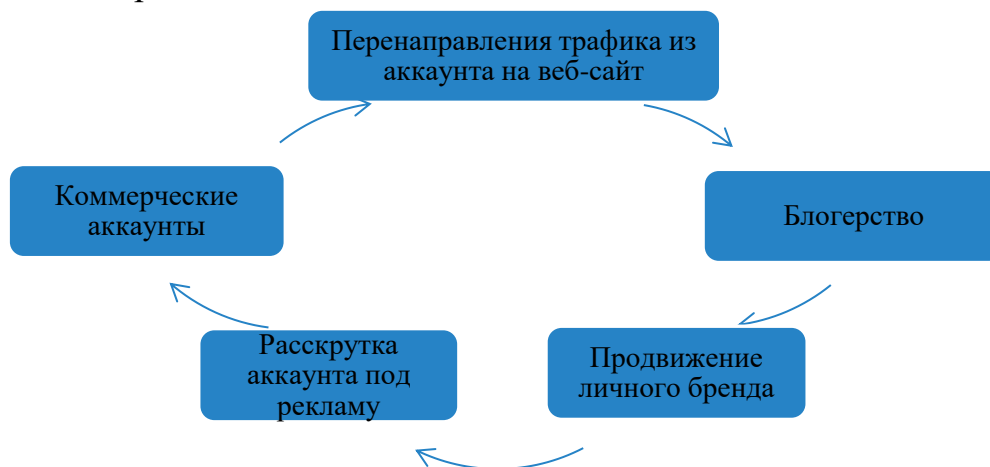 Перенаправления трафика из
аккаунта на веб-сайт
Коммерческие
аккаунты
Блогерство
Расскрутка
аккаунта под
рекламу
Продвижение
личного бренда